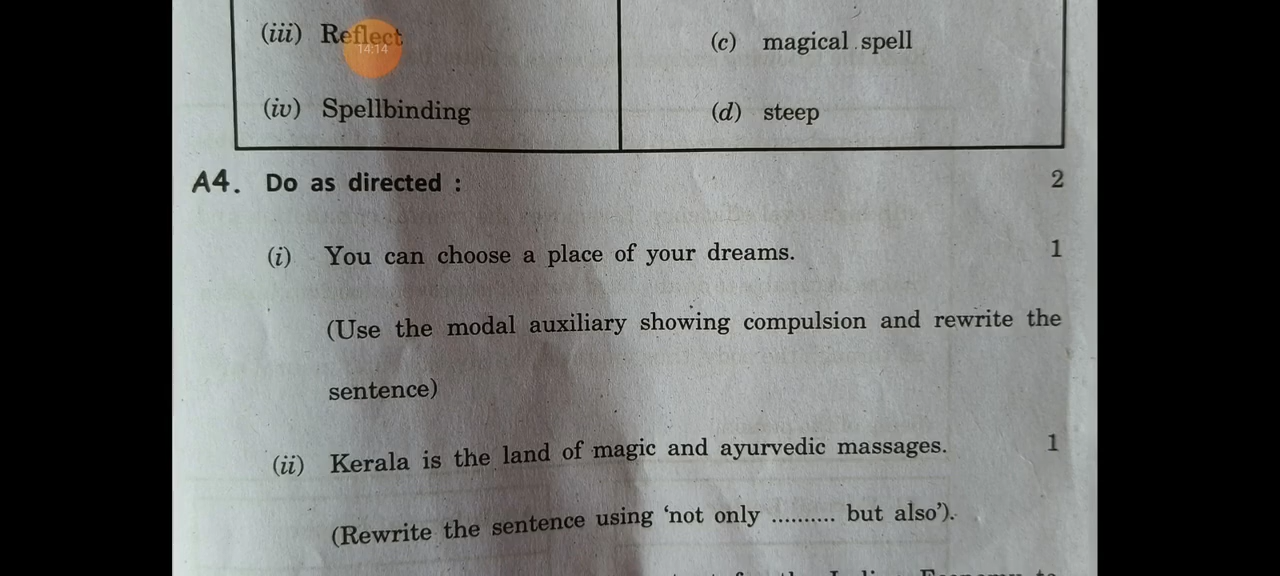 (iii) Reflect
14:14
(c) magical spell
(iv) Spellbinding
(d) steep
A4. Do as directed : 2
(i) You can choose a place of your dreams. 1
(Use the modal auxiliary showing compulsion and rewrite the
sentence)
(ii) Kerala is the land of magic and ayurvedic massages. 1
(Rewrite the sentence using ‘not only .......... but also’).